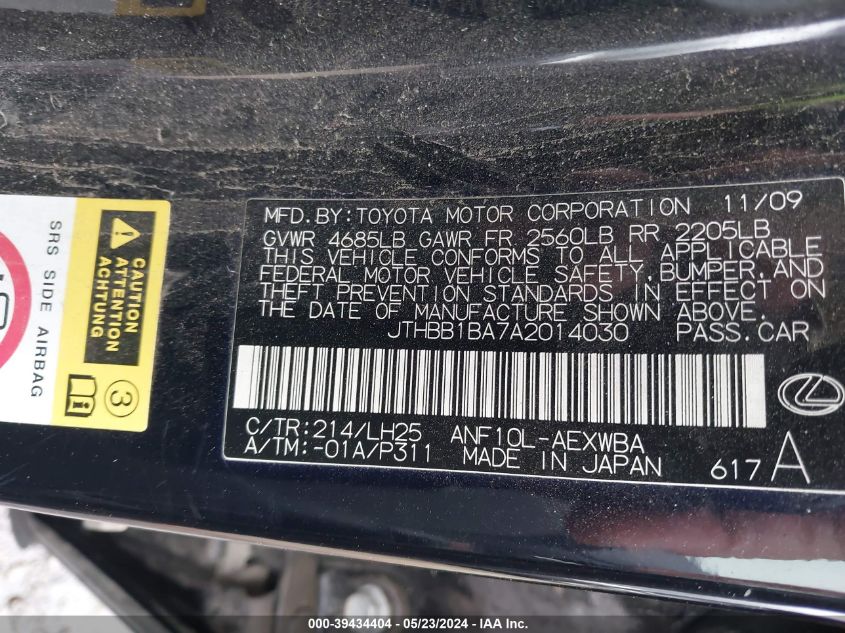 MFD. BY: TOYOTA MOTOR CORPORATION 11/09
GVWR 4685LB GAWR FR 2560LB RR 2205LB
THIS VEHICLE CONFORMS TO ALL APPLICABLE
FEDERAL MOTOR VEHICLE SAFETY, BUMPER, AND
THEFT PREVENTION STANDARDS IN EFFECT ON
THE DATE OF MANUFACTURE SHOWN ABOVE.
JTHBB1BA7A2014030 PASS.CAR
C/TR:214/LH25 ANF10L-AEXWBA
A/TM:-01A/P311 MADE IN JAPAN 617 A
SRS SIDE AIRBAG
CAUTION
ATTENTION
ACHTUNG
3
000-39434404 - 05/23/2024 - IAAI.COM